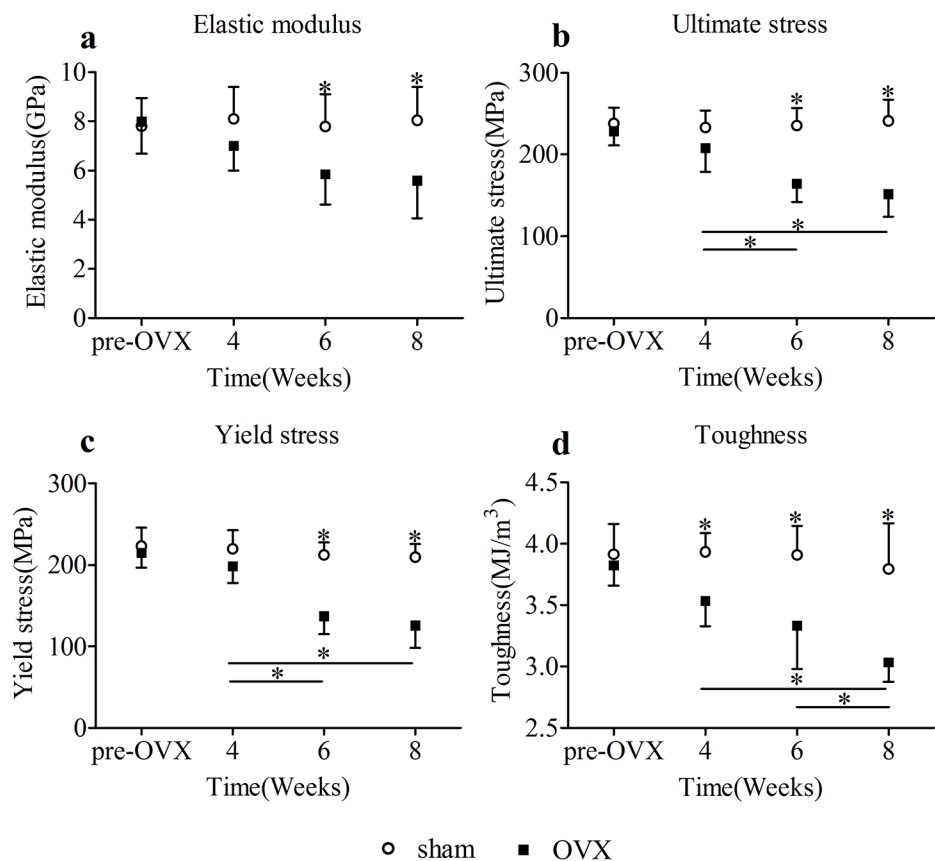 a Elastic modulus
Elastic modulus(GPa)
10
8
6
4
2
0
* *
pre-OVX 4 6 8
Time(Weeks)
b Ultimate stress
Ultimate stress(MPa)
300
200
100
0
* *
*
*
pre-OVX 4 6 8
Time(Weeks)
c Yield stress
Yield stress(MPa)
300
200
100
0
* *
*
*
pre-OVX 4 6 8
Time(Weeks)
d Toughness
Toughness(MJ/m³)
4.5
4.0
3.5
3.0
2.5
* * *
*
*
pre-OVX 4 6 8
Time(Weeks)
sham OVX